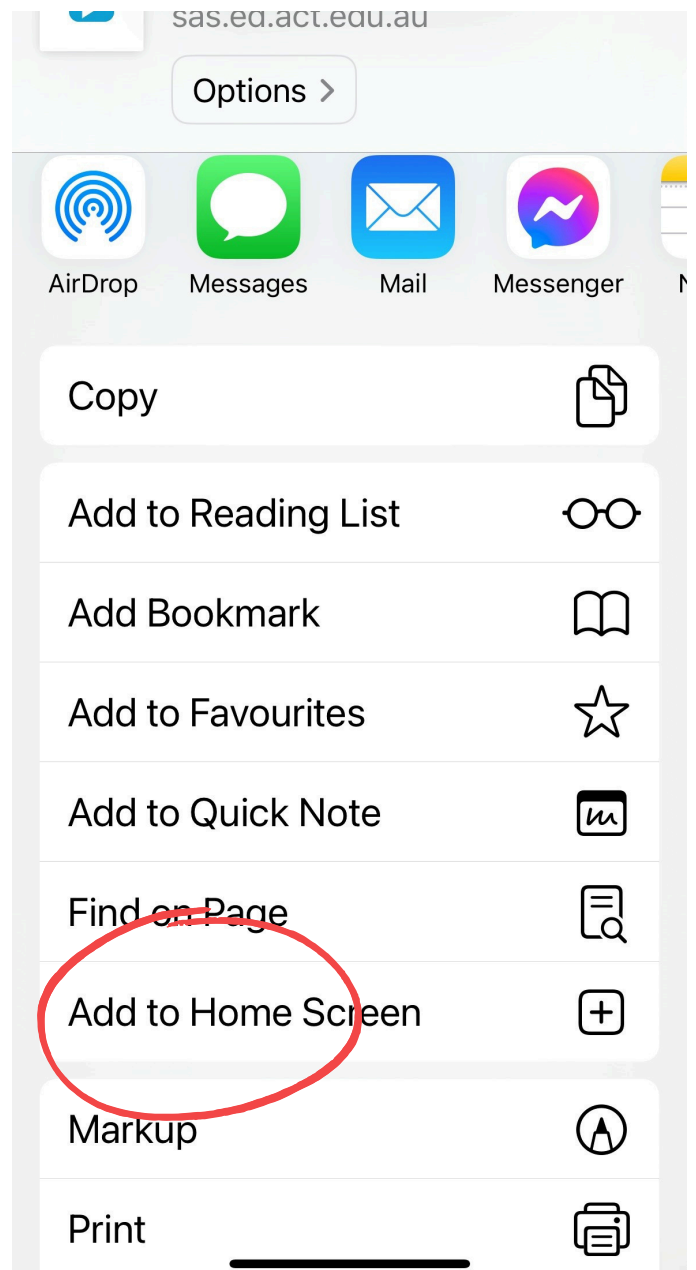 sas.ed.act.edu.au
Options
AirDrop Messages Mail Messenger
Copy
Add to Reading List
Add Bookmark
Add to Favourites
Add to Quick Note
Find on Page
Add to Home Screen
Markup
Print